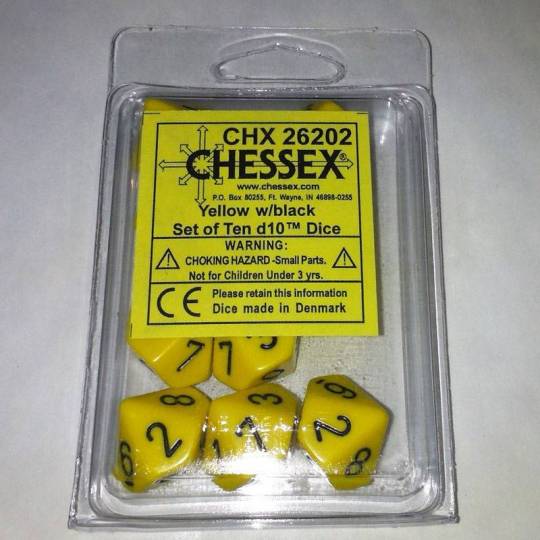 CHX 26202
CHESSEX®
www.chessex.com
P.O. Box 80255, Ft. Wayne, IN 46898-0255
Yellow w/black
Set of Ten d10™ Dice
WARNING:
CHOKING HAZARD -Small Parts.
Not for Children Under 3 yrs.
CE Please retain this information
Dice made in Denmark
7 7
8 3 9
2 7 2